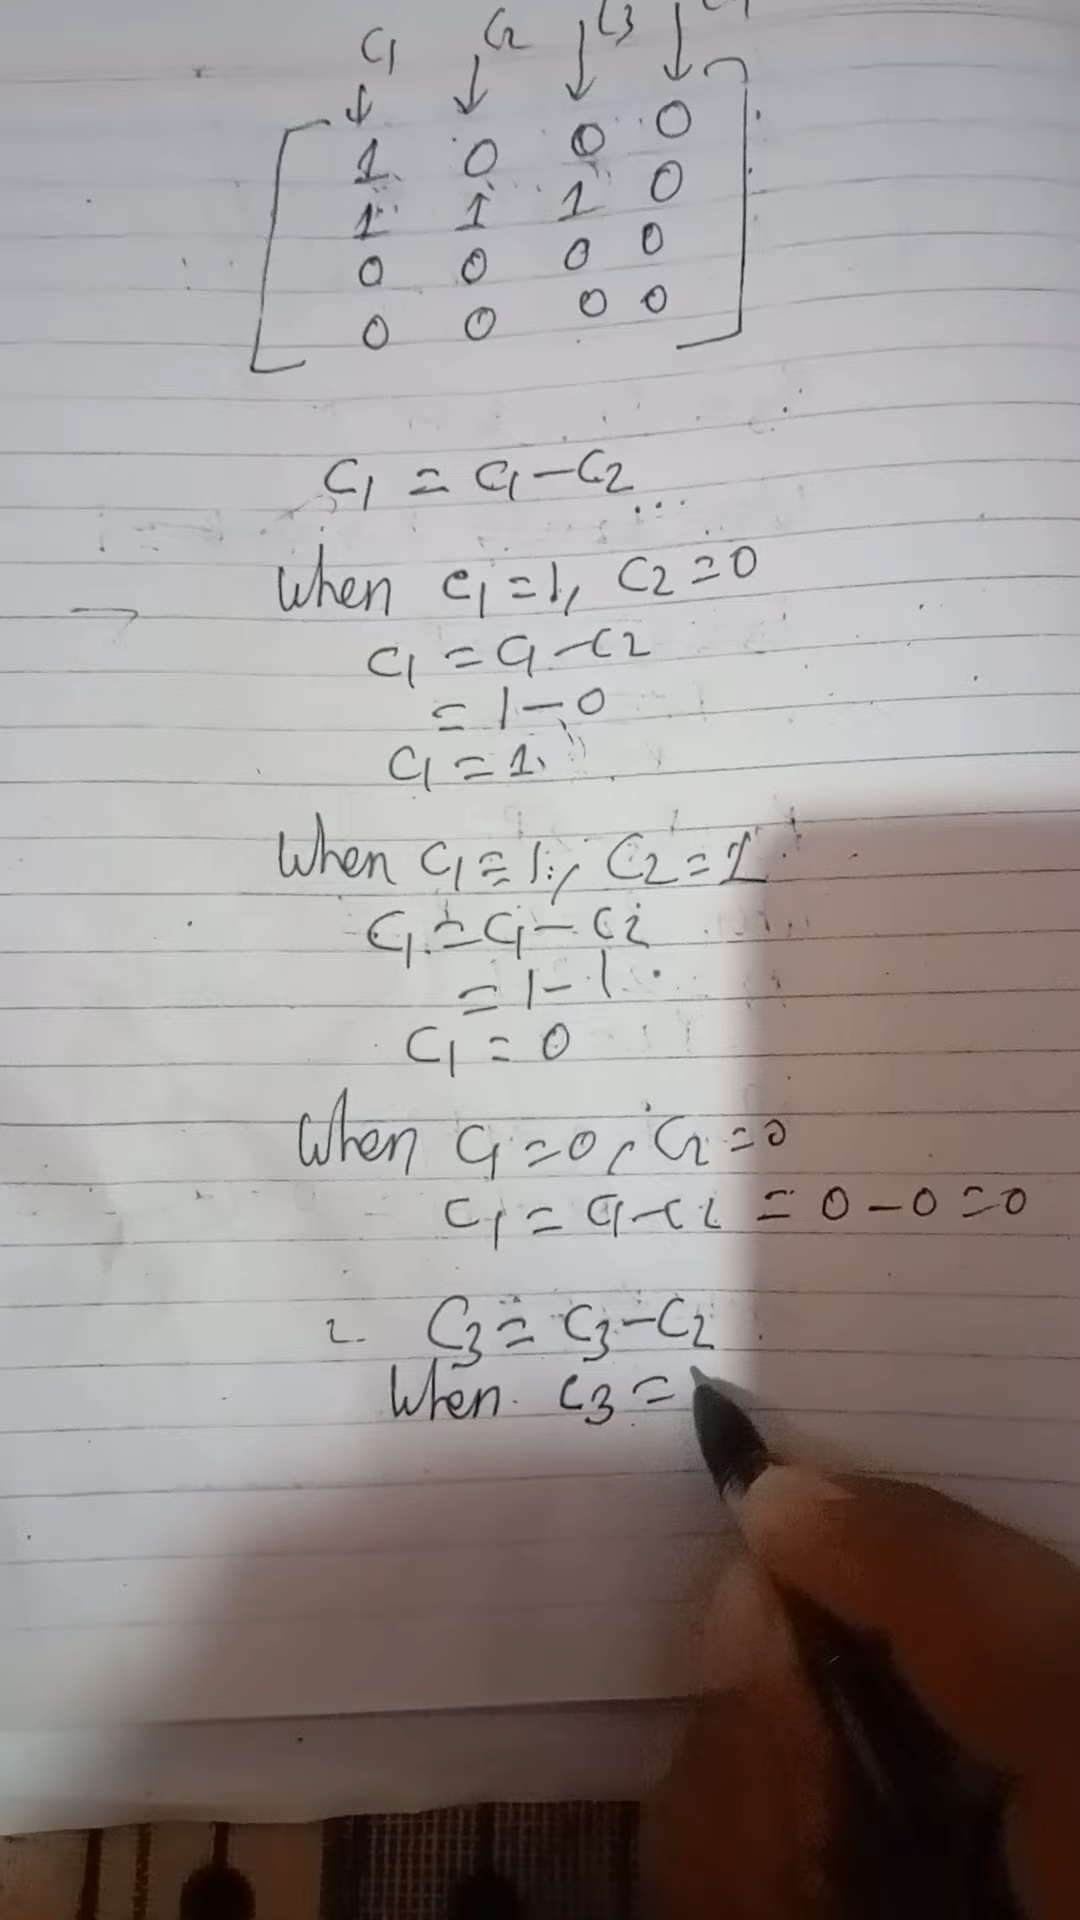 C1 C2 C3
1 0 0 0
1 1 1 0
0 0 0 0
0 0 0 0
C1 = C1 - C2
When C1 = 1, C2 = 0
C1 = C1 - C2
= 1 - 0
C1 = 1
When C1 = 1, C2 = 1
C1 = C1 - C2
= 1 - 1
C1 = 0
When C1 = 0, C2 = 0
C1 = C1 - C2 = 0 - 0 = 0
2. C3 = C3 - C2
When C3 =